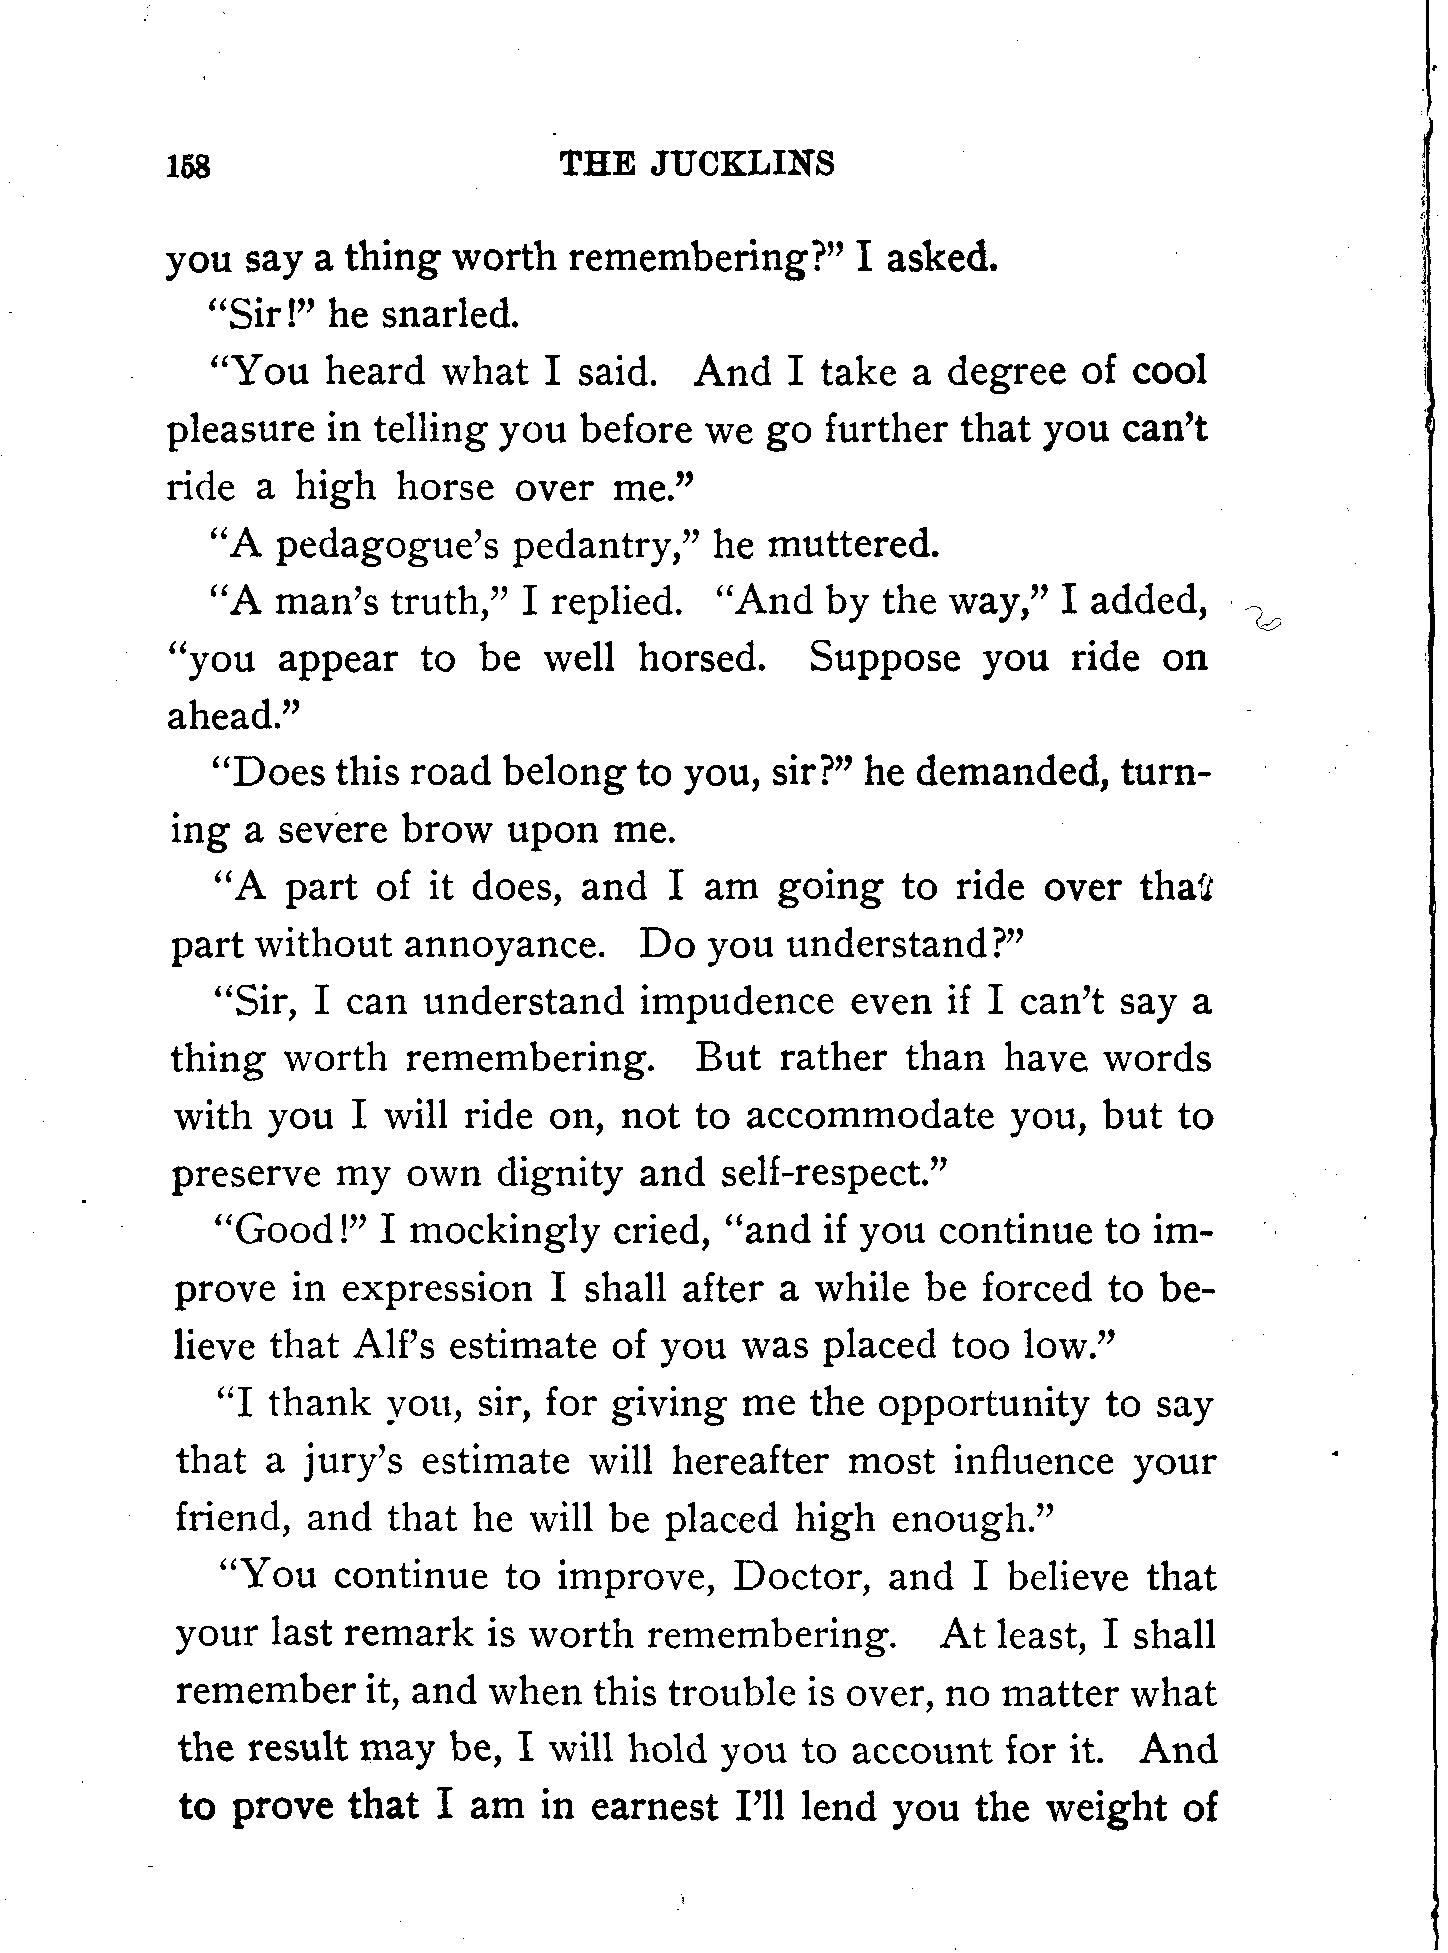 158 THE JUCKLINS
you say a thing worth remembering?” I asked.
“Sir!” he snarled.
“You heard what I said. And I take a degree of cool
pleasure in telling you before we go further that you can’t
ride a high horse over me.”
“A pedagogue’s pedantry,” he muttered.
“A man’s truth,” I replied. “And by the way,” I added,
“you appear to be well horsed. Suppose you ride on
ahead.”
“Does this road belong to you, sir?” he demanded, turn-
ing a severe brow upon me.
“A part of it does, and I am going to ride over that
part without annoyance. Do you understand?”
“Sir, I can understand impudence even if I can’t say a
thing worth remembering. But rather than have words
with you I will ride on, not to accommodate you, but to
preserve my own dignity and self-respect.”
“Good!” I mockingly cried, “and if you continue to im-
prove in expression I shall after a while be forced to be-
lieve that Alf’s estimate of you was placed too low.”
“I thank you, sir, for giving me the opportunity to say
that a jury’s estimate will hereafter most influence your
friend, and that he will be placed high enough.”
“You continue to improve, Doctor, and I believe that
your last remark is worth remembering. At least, I shall
remember it, and when this trouble is over, no matter what
the result may be, I will hold you to account for it. And
to prove that I am in earnest I’ll lend you the weight of